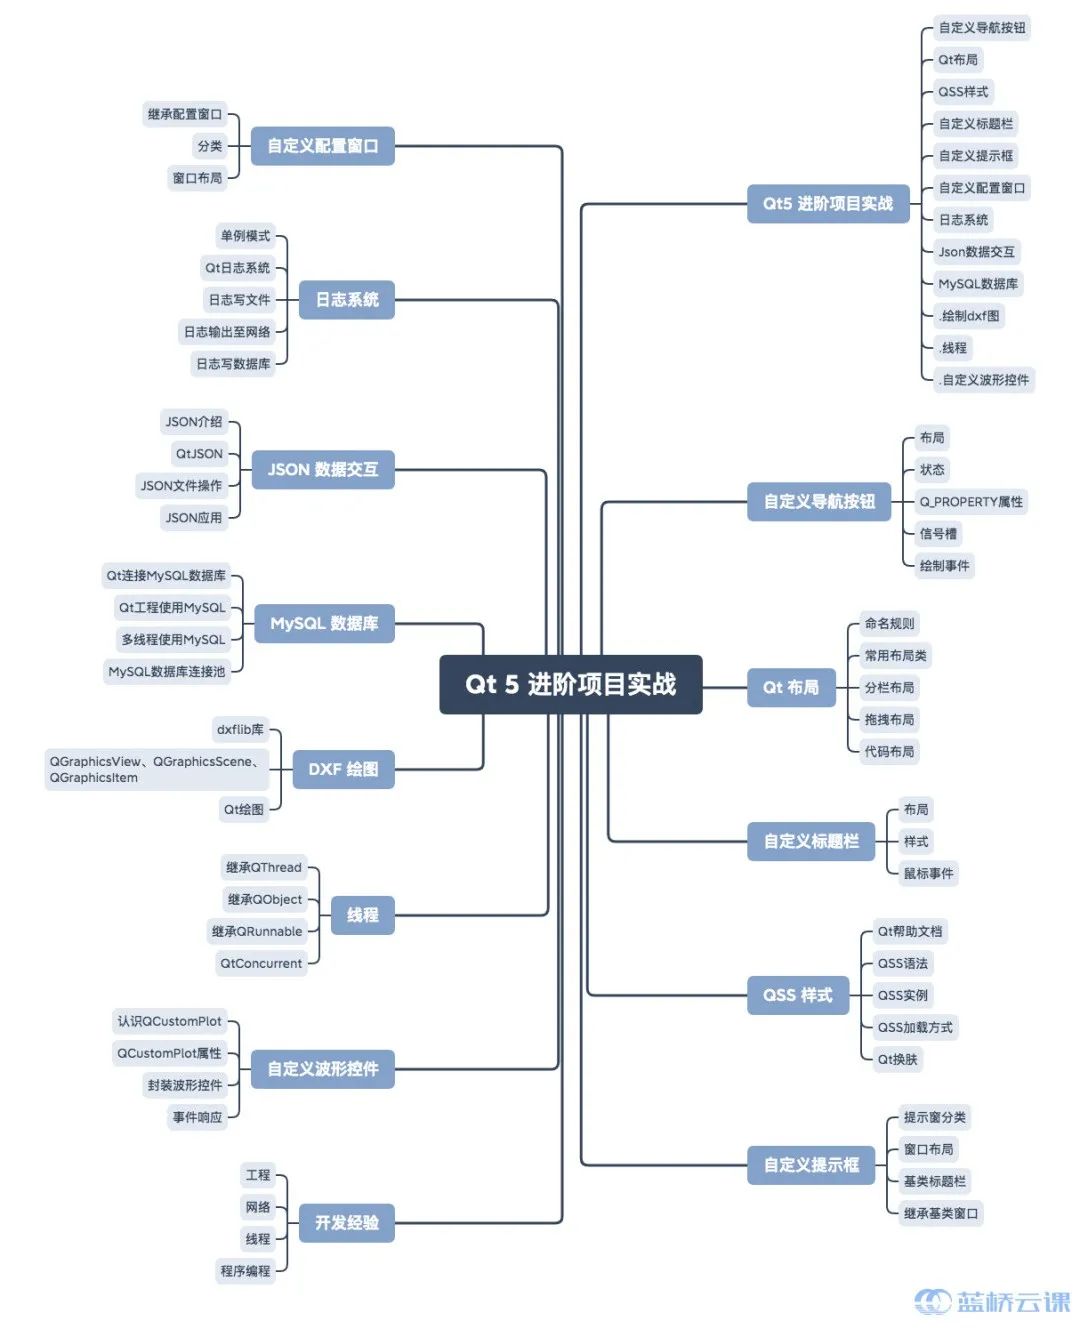 Qt 5 进阶项目实战
Qt5 进阶项目实战
自定义导航按钮
Qt布局
QSS样式
自定义标题栏
自定义提示框
自定义配置窗口
日志系统
Json数据交互
MySQL数据库
.绘制dxf图
.线程
.自定义波形控件
自定义导航按钮
布局
状态
Q_PROPERTY属性
信号槽
绘制事件
Qt 布局
命名规则
常用布局类
分栏布局
拖拽布局
代码布局
自定义标题栏
布局
样式
鼠标事件
QSS 样式
Qt帮助文档
QSS语法
QSS实例
QSS加载方式
Qt换肤
自定义提示框
提示窗分类
窗口布局
基类标题栏
继承基类窗口
自定义配置窗口
继承配置窗口
分类
窗口布局
日志系统
单例模式
Qt日志系统
日志写文件
日志输出至网络
日志写数据库
JSON 数据交互
JSON介绍
QtJSON
JSON文件操作
JSON应用
MySQL 数据库
Qt连接MySQL数据库
Qt工程使用MySQL
多线程使用MySQL
MySQL数据库连接池
DXF 绘图
dxflib库
QGraphicsView、QGraphicsScene、
QGraphicsItem
Qt绘图
线程
继承QThread
继承QObject
继承QRunnable
QtConcurrent
自定义波形控件
认识QCustomPlot
QCustomPlot属性
封装波形控件
事件响应
开发经验
工程
网络
线程
程序编程
蓝桥云课